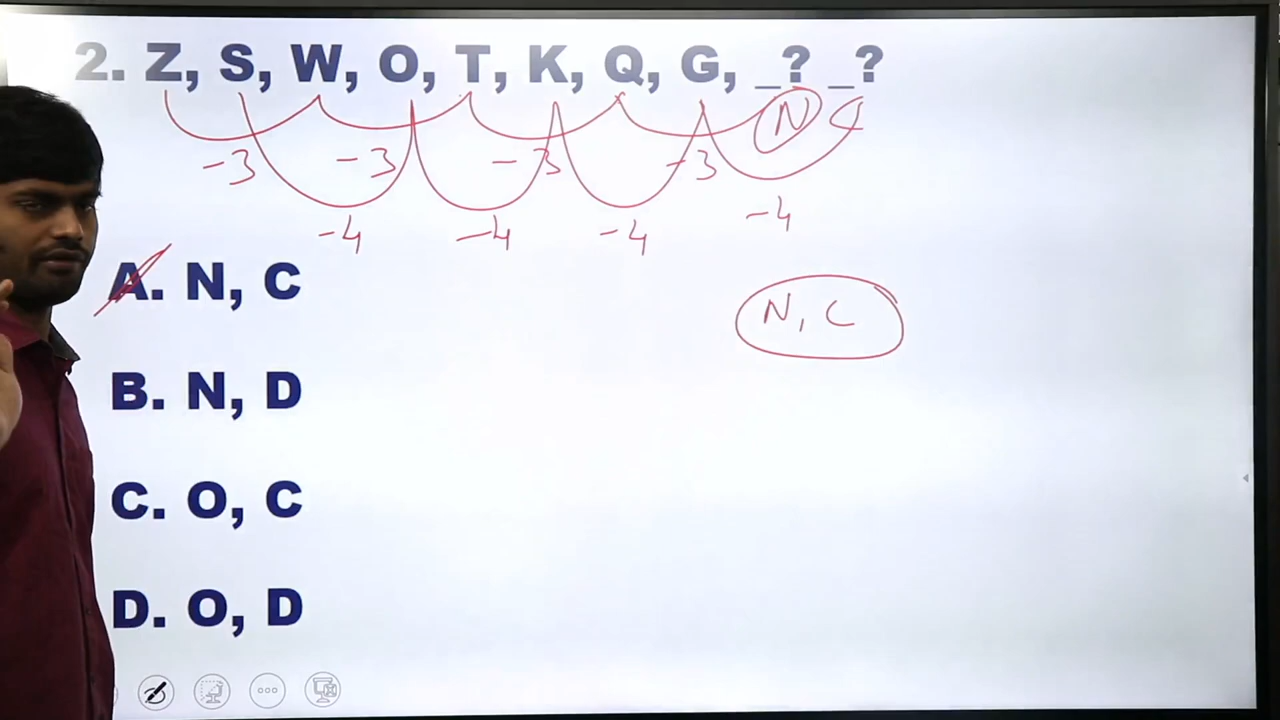 2. Z, S, W, O, T, K, Q, G, _? _?
N C
-3 -3 -3 -3
-4 -4 -4 -4
A. N, C
N, C
B. N, D
C. O, C
D. O, D